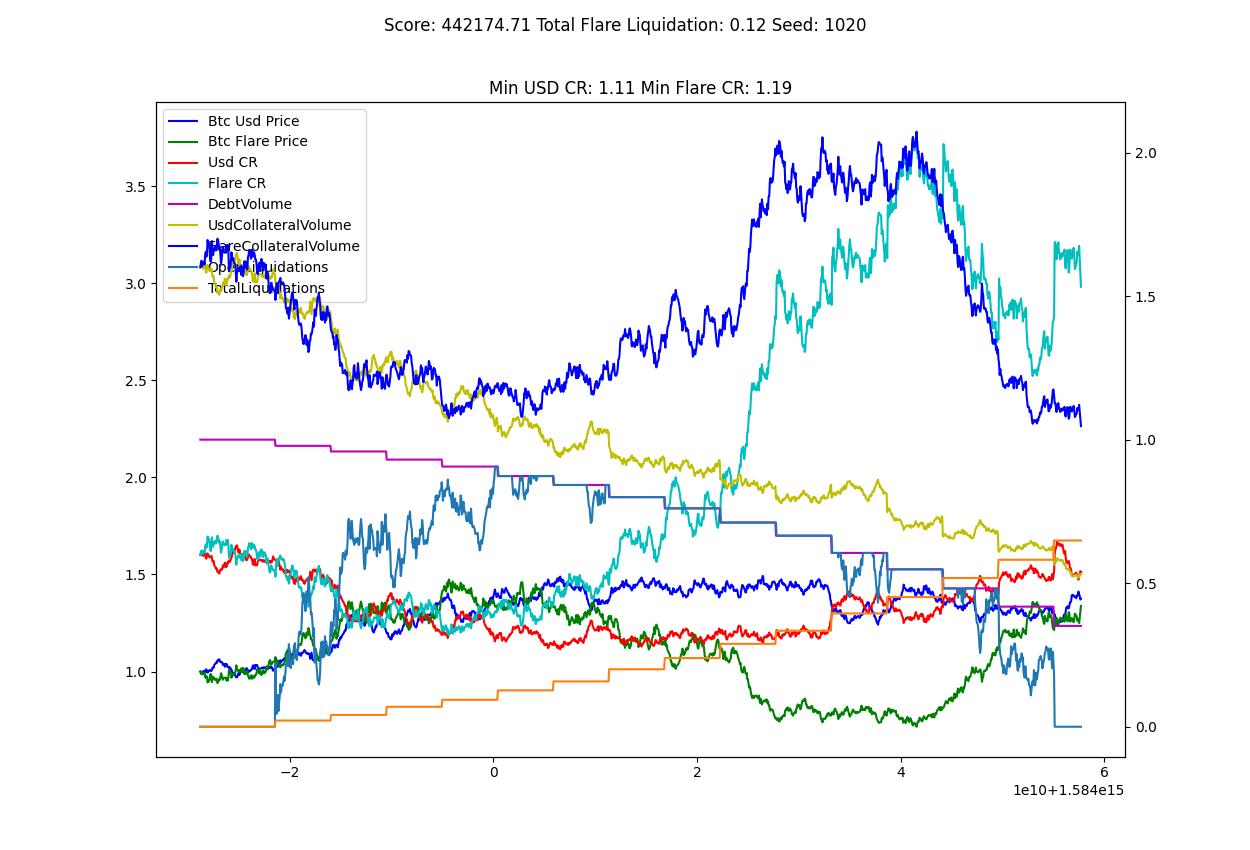 Score: 442174.71 Total Flare Liquidation: 0.12 Seed: 1020
Min USD CR: 1.11 Min Flare CR: 1.19
Btc Usd Price
Btc Flare Price
Usd CR
Flare CR
DebtVolume
UsdCollateralVolume
FlareCollateralVolume
OpenLiquidations
TotalLiquidations
3.5
3.0
2.5
2.0
1.5
1.0
2.0
1.5
1.0
0.5
0.0
−2
0
2
4
6
1e10+1.584e15